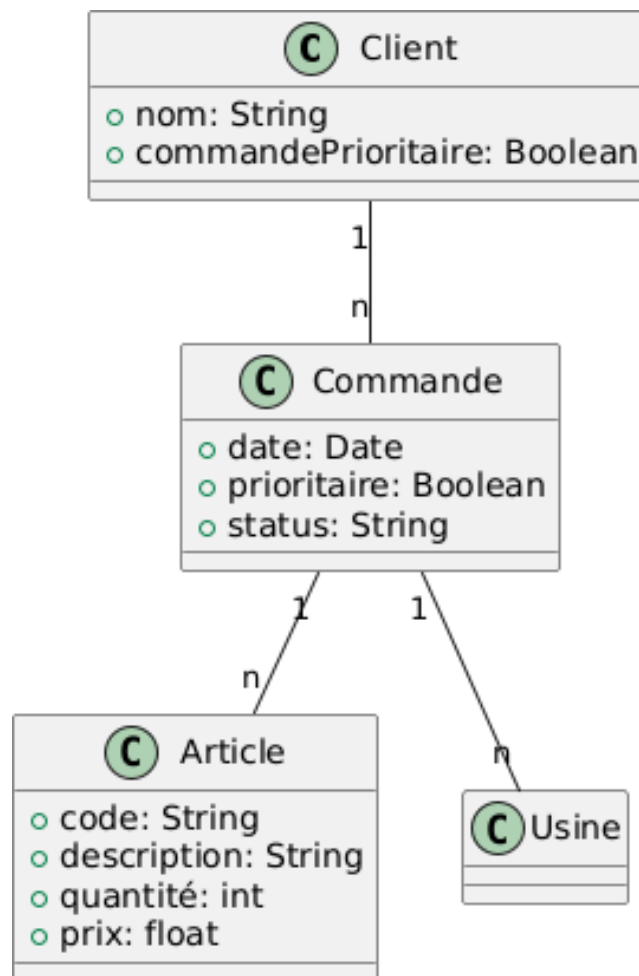 C Client
nom: String
commandePrioritaire: Boolean
1
n
C Commande
date: Date
prioritaire: Boolean
status: String
1
1
n
n
C Article
code: String
description: String
quantité: int
prix: float
C Usine